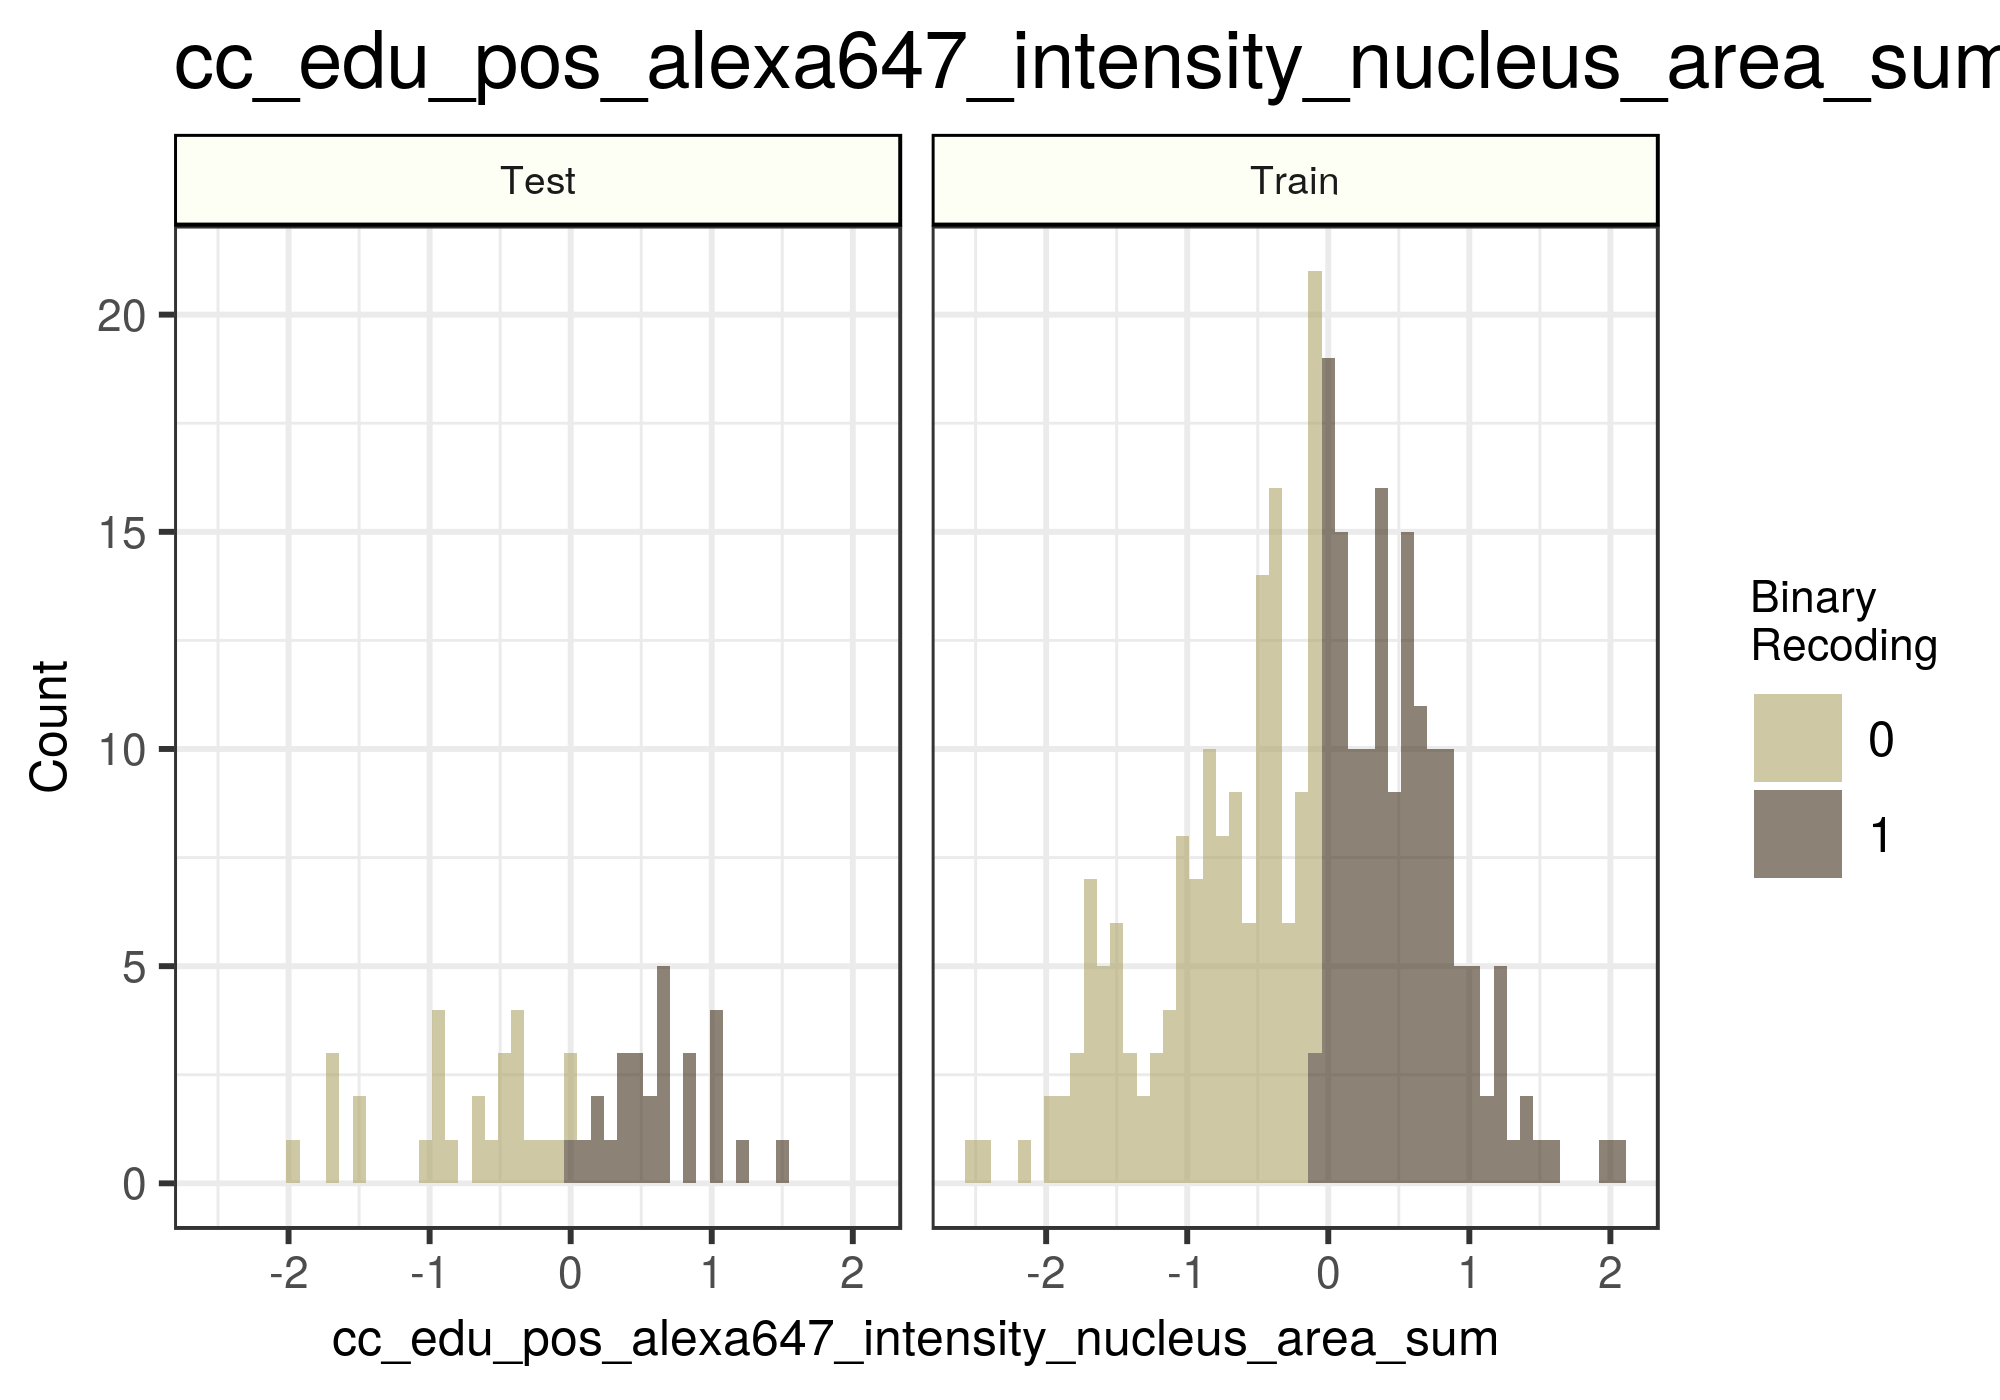 cc_edu_pos_alexa647_intensity_nucleus_area_sum
Test
Train
20
15
10
5
0
Count
-2 -1 0 1 2
-2 -1 0 1 2
cc_edu_pos_alexa647_intensity_nucleus_area_sum
Binary
Recoding
0
1